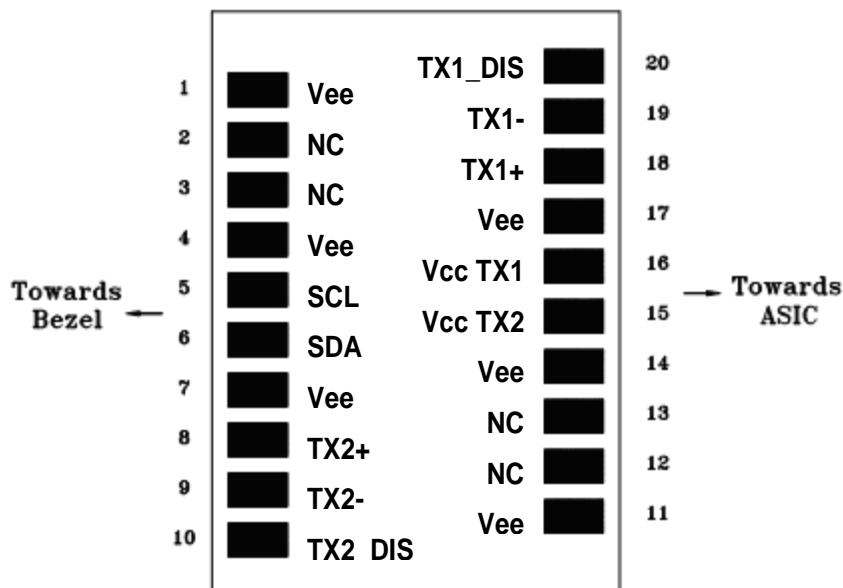 1 Vee
2 NC
3 NC
4 Vee
5 SCL
6 SDA
7 Vee
8 TX2+
9 TX2-
10 TX2 DIS
Towards
Bezel
TX1_DIS 20
TX1- 19
TX1+ 18
Vee 17
Vcc TX1 16
Vcc TX2 15
Vee 14
NC 13
NC 12
Vee 11
Towards
ASIC